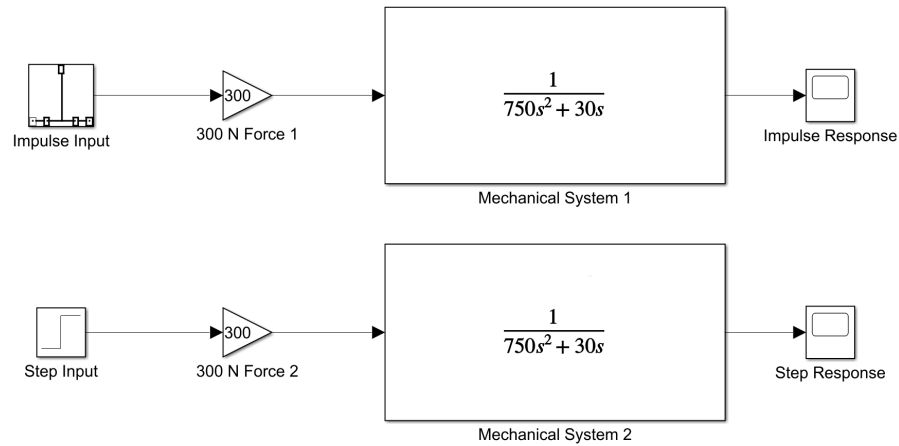 Impulse Input
300
300 N Force 1
1
750s² + 30s
Mechanical System 1
Impulse Response
Step Input
300
300 N Force 2
1
750s² + 30s
Mechanical System 2
Step Response